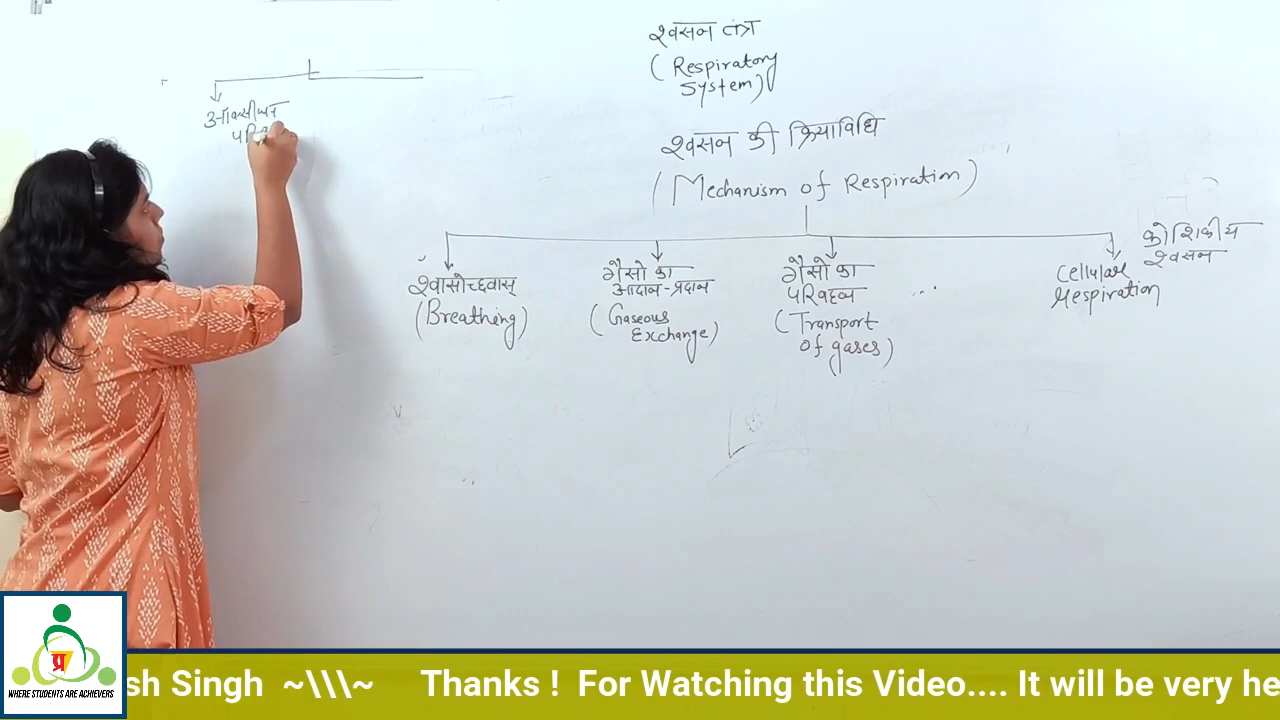 श्वसन तंत्र
(Respiratory
System)
श्वसन की क्रियाविधि
(Mechanism of Respiration)
ऑक्सीजन
श्वासोच्छवास्
(Breathing)
गैसो का
आदान-प्रदान
(Gaseous
Exchange)
गैसो का
परिवहन
(Transport
of gases)
...
Cellular
respiration
कोशिकीय
श्वसन
प्र
WHERE STUDENTS ARE ACHIEVERS
sh Singh ~\\\~ Thanks ! For Watching this Video.... It will be very he